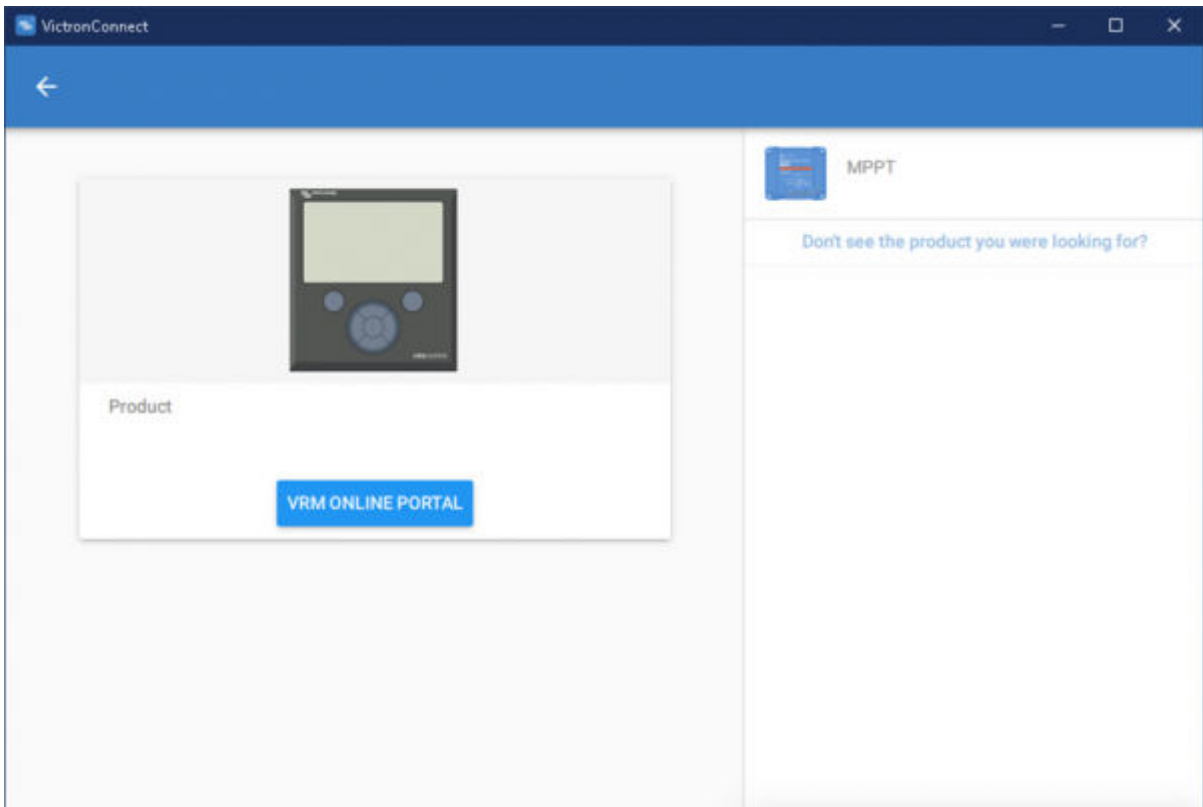 VictronConnect
MPPT
Don't see the product you were looking for?
Product
VRM ONLINE PORTAL